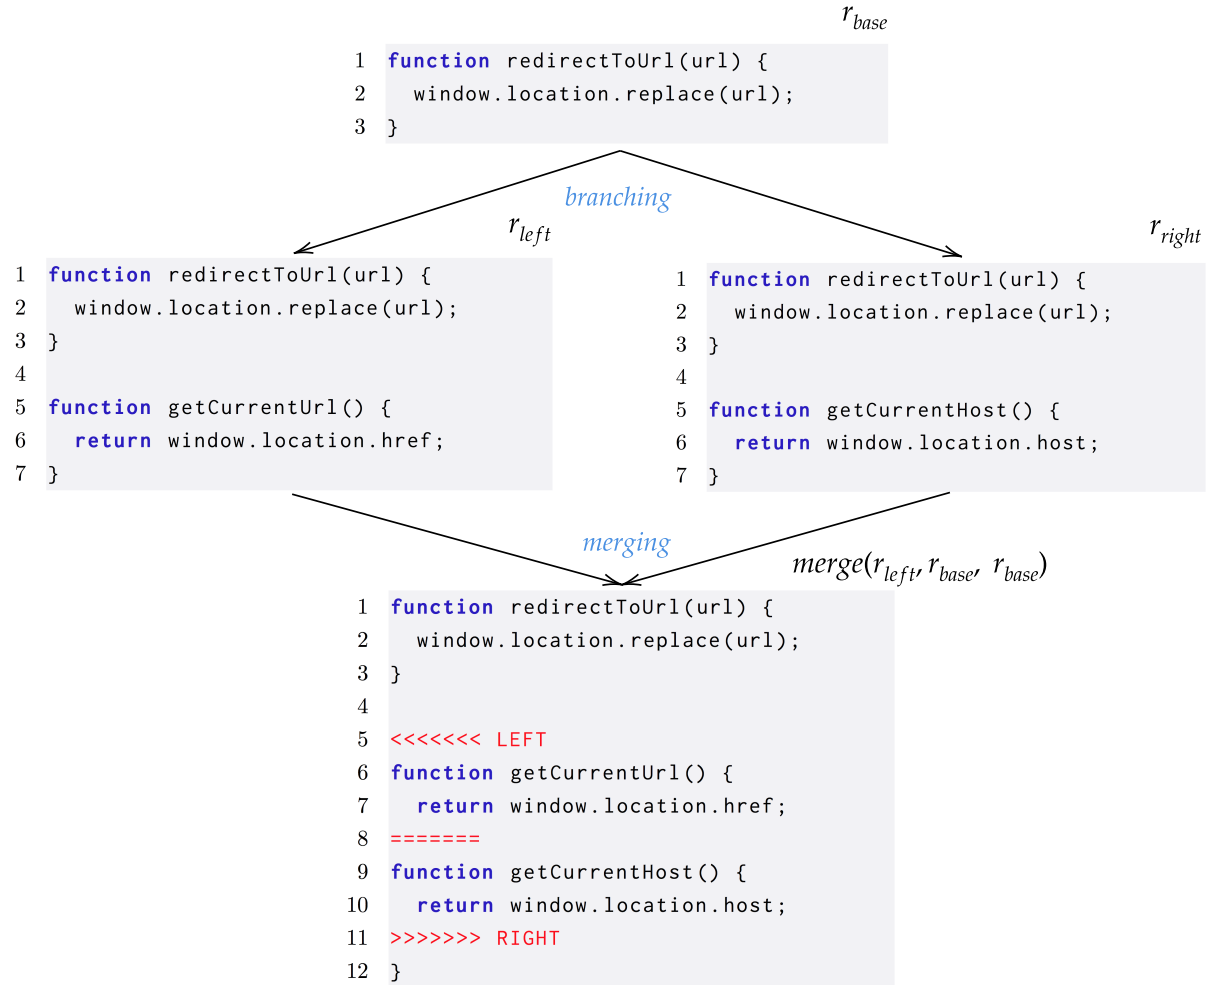 r_base
1 function redirectToUrl(url) {
2   window.location.replace(url);
3 }
branching
r_left
1 function redirectToUrl(url) {
2   window.location.replace(url);
3 }
4
5 function getCurrentUrl() {
6   return window.location.href;
7 }
r_right
1 function redirectToUrl(url) {
2   window.location.replace(url);
3 }
4
5 function getCurrentHost() {
6   return window.location.host;
7 }
merging
merge(r_left, r_base, r_base)
1 function redirectToUrl(url) {
2   window.location.replace(url);
3 }
4
5 <<<<<<< LEFT
6 function getCurrentUrl() {
7   return window.location.href;
8 =======
9 function getCurrentHost() {
10   return window.location.host;
11 >>>>>>> RIGHT
12 }